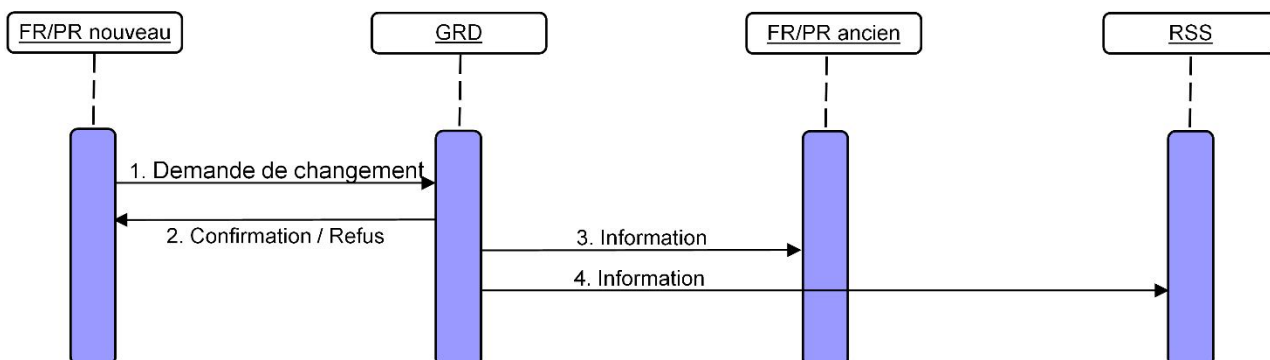 FR/PR nouveau
GRD
FR/PR ancien
RSS
1. Demande de changement
2. Confirmation / Refus
3. Information
4. Information